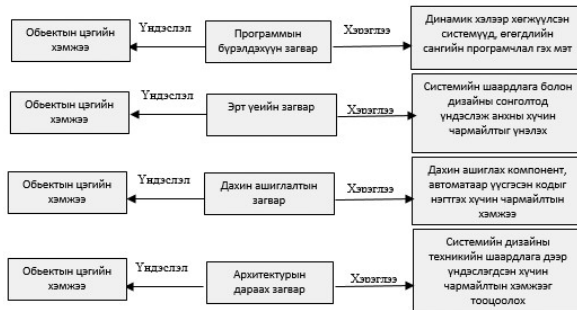 Обьектын цэгийн
хэмжээ
Үндэслэл
Программын
бүрэлдэхүүн загвар
Хэрэглээ
Динамик хэлээр хөгжүүлсэн
системүүд, өгөгдлийн
сангийн програмчлал гэх мэт
Обьектын цэгийн
хэмжээ
Үндэслэл
Эрт үеийн загвар
Хэрэглээ
Системийн шаардлага болон
дизайны сонголтод
үндэслэж анхны хүчин
чармайлтыг үнэлэх
Обьектын цэгийн
хэмжээ
Үндэслэл
Дахин ашиглалтын
загвар
Хэрэглээ
Дахин ашиглах компонент,
автоматаар үүсгэсэн кодыг
нэгтгэх хүчин чармайлтын
хэмжээ
Обьектын цэгийн
хэмжээ
Үндэслэл
Архитектурын
дараах загвар
Хэрэглээ
Системийн дизайны
техникийн шаардлага дээр
үндэслэгдсэн хүчин
чармайлтын хэмжээг
тооцоолох